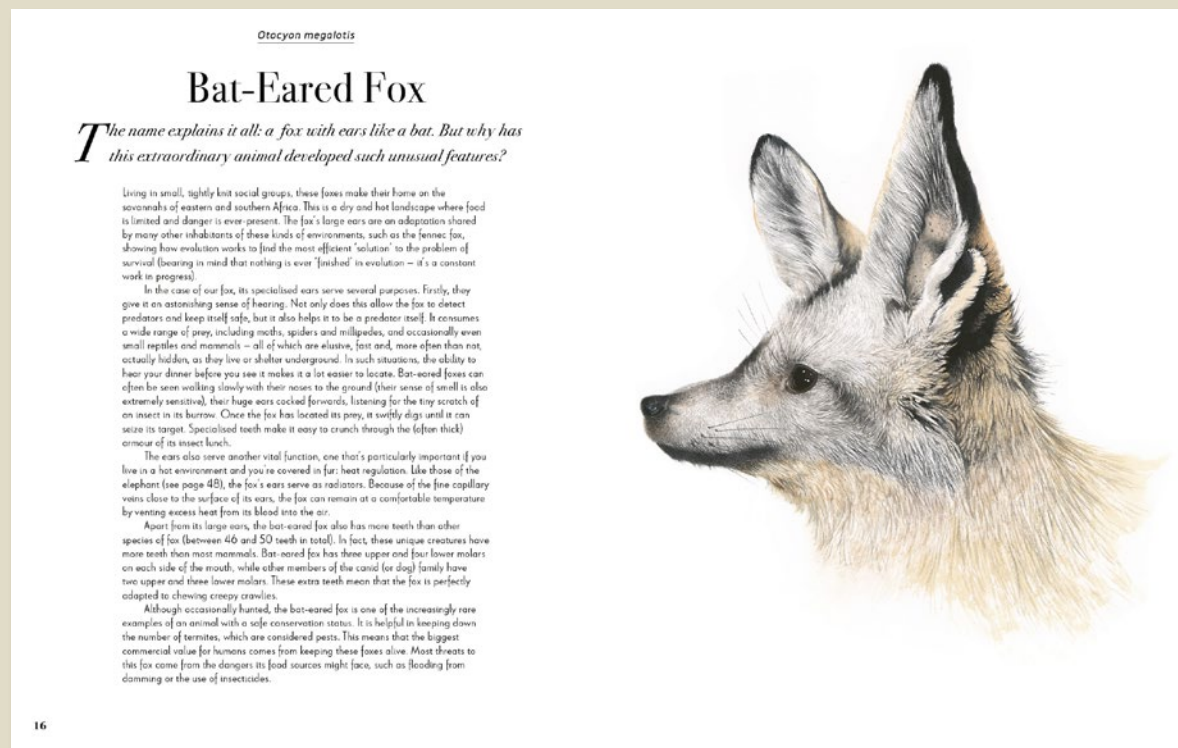 Otocyon megalotis
Bat-Eared Fox
The name explains it all: a fox with ears like a bat. But why has
this extraordinary animal developed such unusual features?
Living in small, tightly knit social groups, these foxes make their home on the
savannahs of eastern and southern Africa. This is a dry and hot landscape where food
is limited and danger is ever-present. The fox's large ears are an adaptation shared
by many other inhabitants of these kinds of environments, such as the fennec fox,
showing how evolution works to find the most efficient 'solution' to the problem of
survival (bearing in mind that nothing is ever 'finished' in evolution – it's a constant
work in progress).
In the case of our fox, its specialised ears serve several purposes. Firstly, they
give it an astonishing sense of hearing. Not only does this allow the fox to detect
predators and keep itself safe, but it also helps it to be a predator itself. It consumes
a wide range of prey, including moths, spiders and millipedes, and occasionally even
small reptiles and mammals – all of which are elusive, fast and, more often than not,
actually hidden, as they live or shelter underground. In such situations, the ability to
hear your dinner before you see it makes it a lot easier to locate. Bat-eared foxes can
often be seen walking slowly with their noses to the ground (their sense of smell is also
extremely sensitive), their huge ears cocked forwards, listening for the tiny scratch of
an insect in its burrow. Once the fox has located its prey, it swiftly digs until it can
seize its target. Specialised teeth make it easy to crunch through the (often thick)
armour of its insect lunch.
The ears also serve another vital function, one that's particularly important if you
live in a hot environment and you're covered in fur: heat regulation. Like those of the
elephant (see page 48), the fox's ears serve as radiators. Because of the fine capillary
veins close to the surface of its ears, the fox can remain at a comfortable temperature
by venting excess heat from its blood into the air.
Apart from its large ears, the bat-eared fox also has more teeth than other
species of fox (between 46 and 50 teeth in total). In fact, these unique creatures have
more teeth than most mammals. Bat-eared fox has three upper and four lower molars
on each side of the mouth, while other members of the canid (or dog) family have
two upper and three lower molars. These extra teeth mean that the fox is perfectly
adapted to chewing creepy crawlies.
Although occasionally hunted, the bat-eared fox is one of the increasingly rare
examples of an animal with a safe conservation status. It is helpful in keeping down
the number of termites, which are considered pests. This means that the biggest
commercial value for humans comes from keeping these foxes alive. Most threats to
this fox come from the dangers its food sources might face, such as flooding from
damming or the use of insecticides.
16